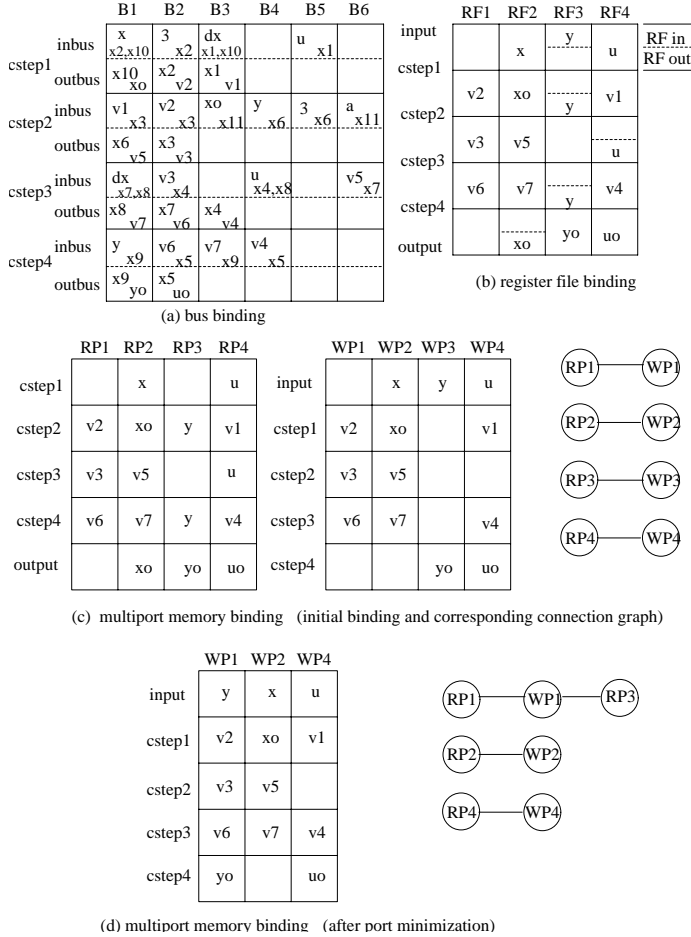 B1 B2 B3 B4 B5 B6
inbus x 3 dx u
x2,x10 x2 x1,x10 x1
cstep1
outbus x10 x2 x1
xo v2 v1
inbus v1 v2 xo y 3 a
cstep2 x3 x3 x11 x6 x6 x11
outbus x6 x3
v5 v3
inbus dx v3 u v5
cstep3 x7,x8 x4 x4,x8 x7
outbus x8 x7 x4
v7 v6 v4
inbus y v6 v7 v4
cstep4 x9 x5 x9 x5
outbus x9 x5
yo uo
(a) bus binding
RF1 RF2 RF3 RF4
input x y u
RF in
RF out
cstep1
v2 xo y v1
cstep2
v3 v5 u
cstep3
v6 v7 y v4
cstep4
output xo yo uo
(b) register file binding
RP1 RP2 RP3 RP4
cstep1 x u
cstep2 v2 xo y v1
cstep3 v3 v5 u
cstep4 v6 v7 y v4
output xo yo uo
WP1 WP2 WP3 WP4
input x y u
cstep1 v2 xo v1
cstep2 v3 v5
cstep3 v6 v7 v4
cstep4 yo uo
RP1 WP1
RP2 WP2
RP3 WP3
RP4 WP4
(c) multiport memory binding (initial binding and corresponding connection graph)
WP1 WP2 WP4
input y x u
cstep1 v2 xo v1
cstep2 v3 v5
cstep3 v6 v7 v4
cstep4 yo uo
RP1 WP1 RP3
RP2 WP2
RP4 WP4
(d) multiport memory binding (after port minimization)